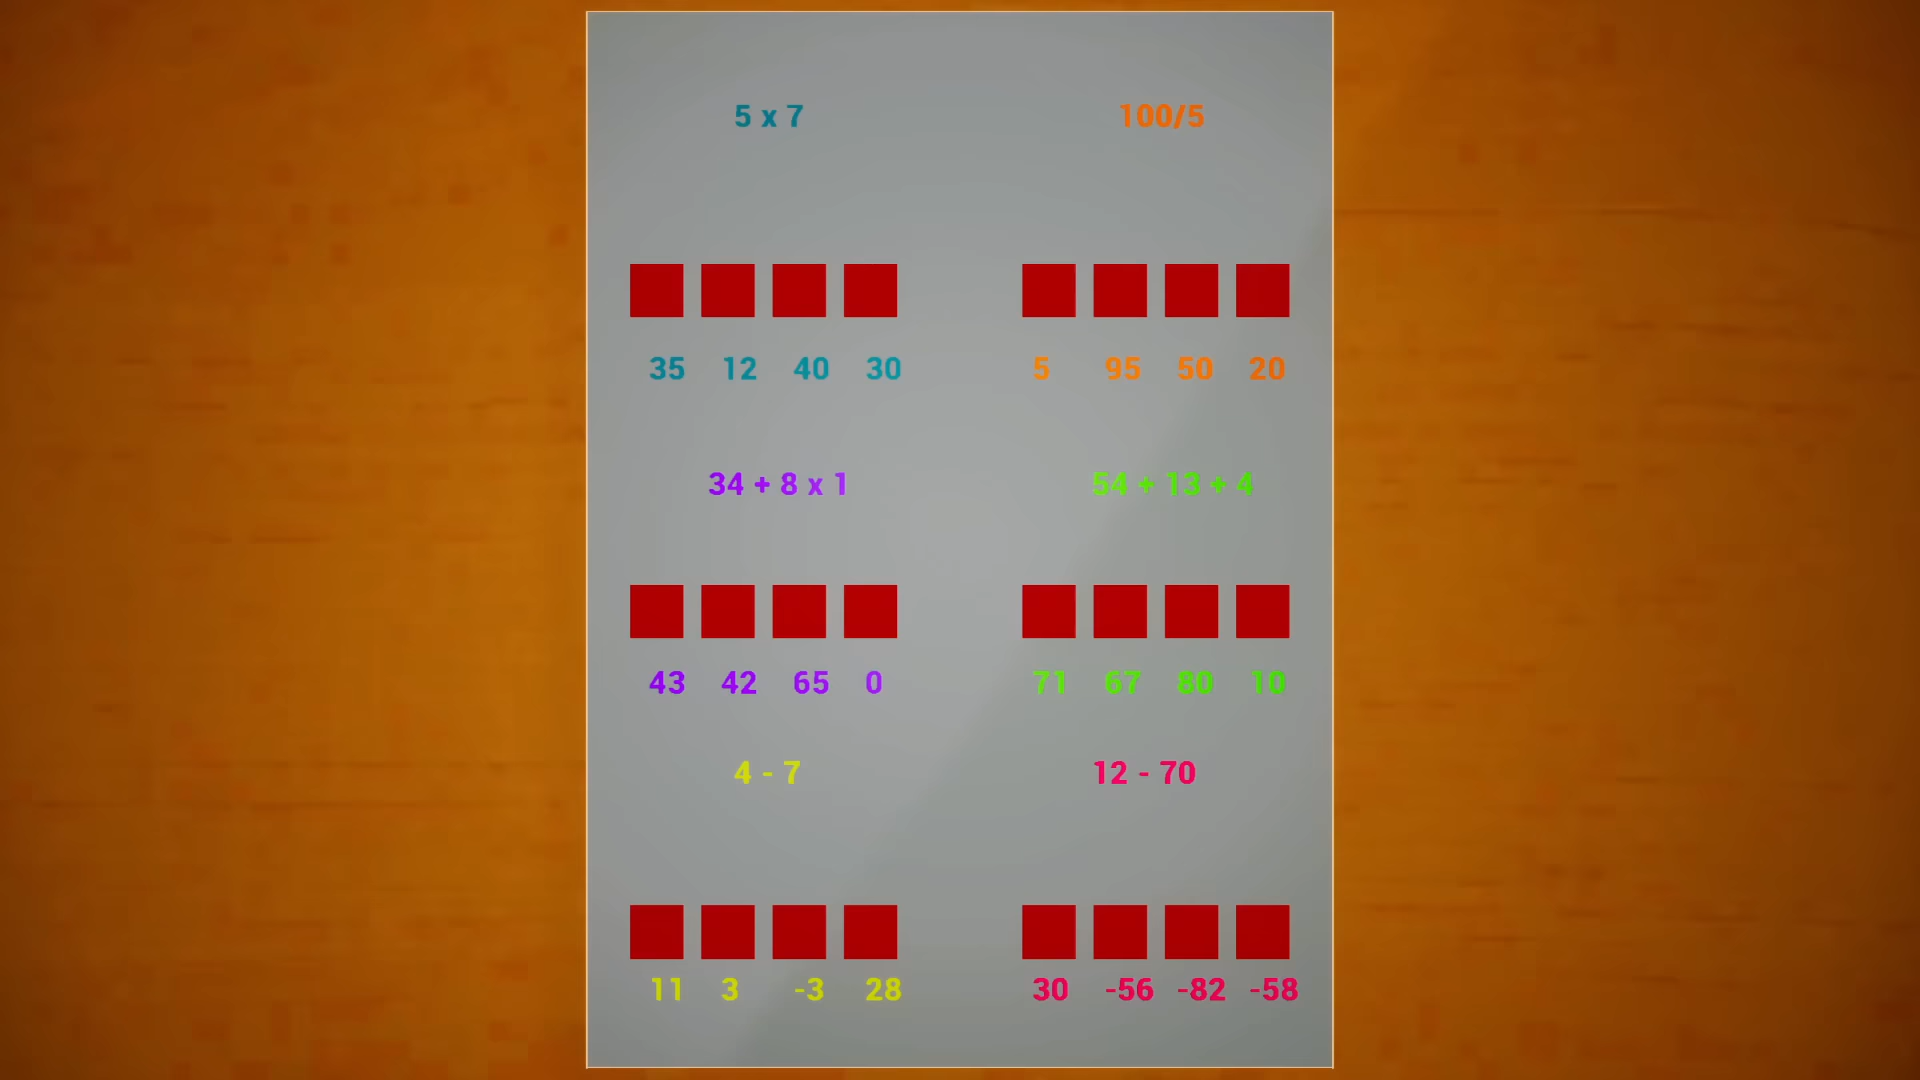 5 x 7
100/5
35 12 40 30
5 95 50 20
34 + 8 x 1
54 + 13 + 4
43 42 65 0
71 67 80 10
4 - 7
12 - 70
11 3 -3 28
30 -56 -82 -58